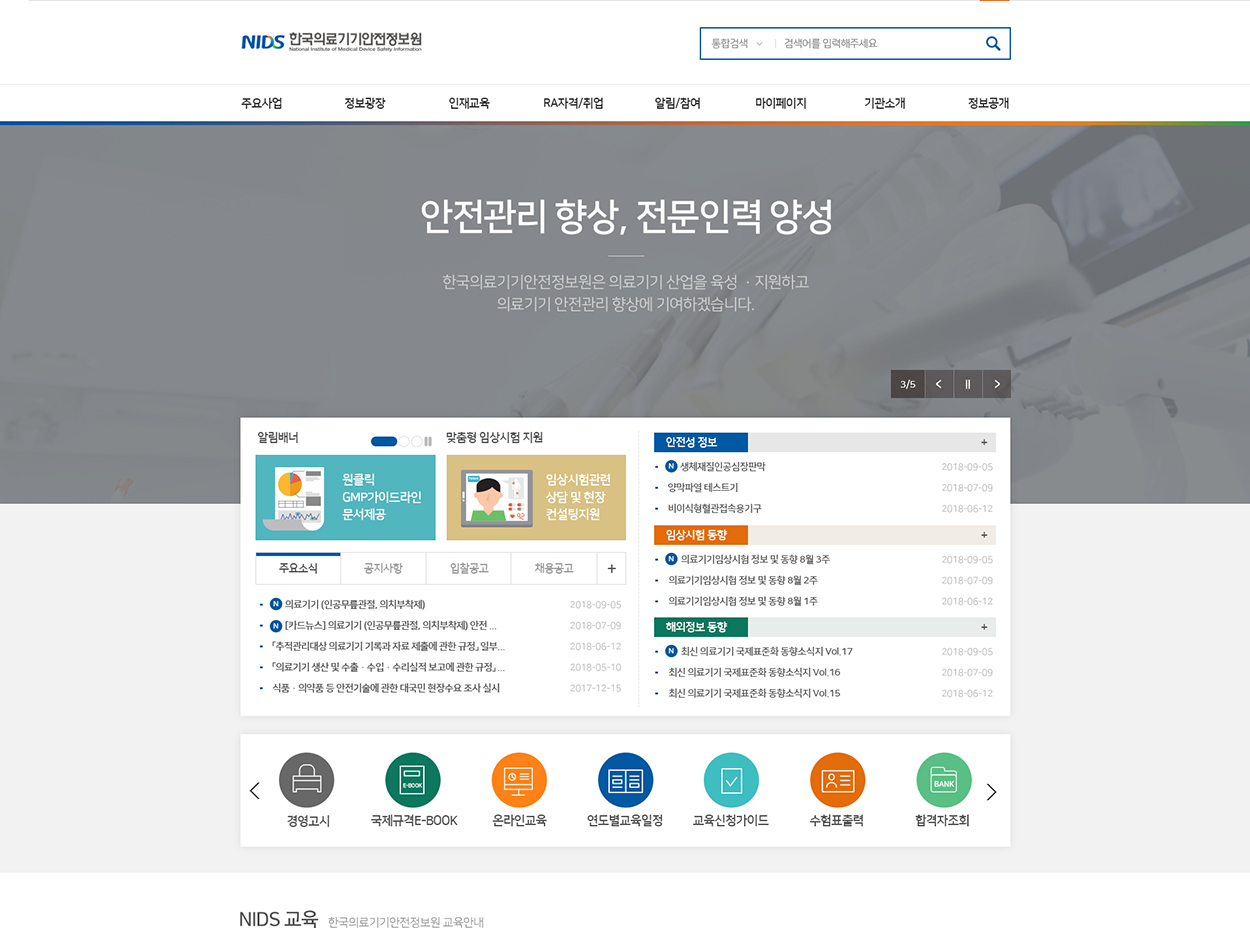 NIDS 한국의료기기안전정보원
National Institute of Medical Device Safety Information
통합검색
검색어를 입력해주세요
주요사업 정보광장 인재교육 RA자격/취업 알림/참여 마이페이지 기관소개 정보공개
안전관리 향상, 전문인력 양성
한국의료기기안전정보원은 의료기기 산업을 육성 · 지원하고
의료기기 안전관리 향상에 기여하겠습니다.
3/5
알림배너
원클릭
GMP가이드라인
문서제공
맞춤형 임상시험 지원
임상시험관련
상담 및 현장
컨설팅지원
주요소식 공지사항 입찰공고 채용공고 +
N 의료기기 (인공무릎관절, 의치부착제) 2018-09-05
N [카드뉴스] 의료기기 (인공무릎관절, 의치부착제) 안전 ... 2018-07-09
「추적관리대상 의료기기 기록과 자료 제출에 관한 규정」 일부... 2018-06-12
「의료기기 생산 및 수출 · 수입 · 수리실적 보고에 관한 규정」 ... 2018-05-10
식품 · 의약품 등 안전기술에 관한 대국민 현장수요 조사 실시 2017-12-15
안전성 정보 +
N 생체재질인공심장판막 2018-09-05
양막파열 테스트기 2018-07-09
비이식형혈관접속용기구 2018-06-12
임상시험 동향 +
N 의료기기임상시험 정보 및 동향 8월 3주 2018-09-05
의료기기임상시험 정보 및 동향 8월 2주 2018-07-09
의료기기임상시험 정보 및 동향 8월 1주 2018-06-12
해외정보 동향 +
N 최신 의료기기 국제표준화 동향소식지 Vol.17 2018-09-05
최신 의료기기 국제표준화 동향소식지 Vol.16 2018-07-09
최신 의료기기 국제표준화 동향소식지 Vol.15 2018-06-12
E-BOOK
BANK
경영고시 국제규격E-BOOK 온라인교육 연도별교육일정 교육신청가이드 수험표출력 합격자조회
NIDS 교육 한국의료기기안전정보원 교육안내